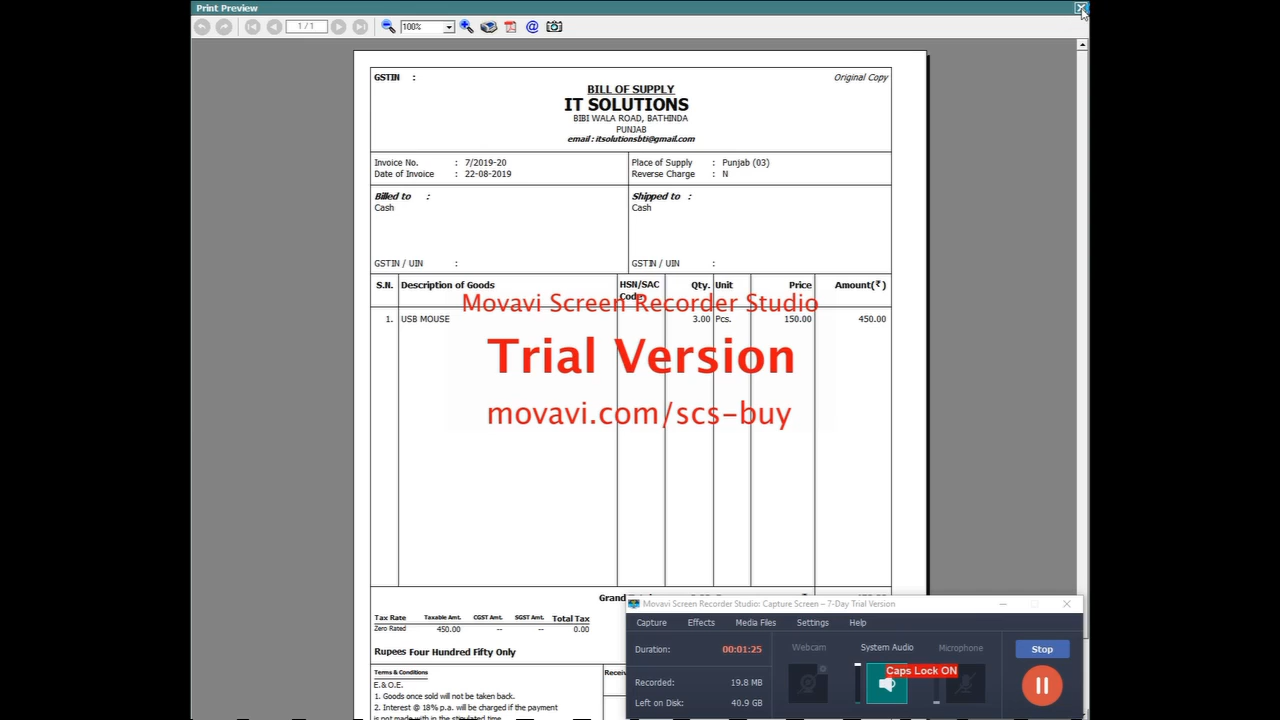 Print Preview
1 / 1
100%
GSTIN :
Original Copy
BILL OF SUPPLY
IT SOLUTIONS
BIBI WALA ROAD, BATHINDA
PUNJAB
email : itsolutionsbti@gmail.com
Invoice No. : 7/2019-20
Date of Invoice : 22-08-2019
Place of Supply : Punjab (03)
Reverse Charge : N
Billed to :
Cash
GSTIN / UIN :
Shipped to :
Cash
GSTIN / UIN :
S.N. Description of Goods HSN/SAC Code Qty. Unit Price Amount(₹)
1. USB MOUSE 3.00 Pcs. 150.00 450.00
Movavi Screen Recorder Studio
Trial Version
movavi.com/scs-buy
Tax Rate Taxable Amt. CGST Amt. SGST Amt. Total Tax
Zero Rated 450.00 -- -- 0.00
Rupees Four Hundred Fifty Only
Terms & Conditions
E.& O.E.
1. Goods once sold will not be taken back.
2. Interest @ 18% p.a. will be charged if the payment
is not made with in the stipulated time.
Movavi Screen Recorder Studio: Capture Screen – 7-Day Trial Version
Capture Effects Media Files Settings Help
Duration: 00:01:25
Recorded: 19.8 MB
Left on Disk: 40.9 GB
Webcam
System Audio
Microphone
Caps Lock ON
Stop